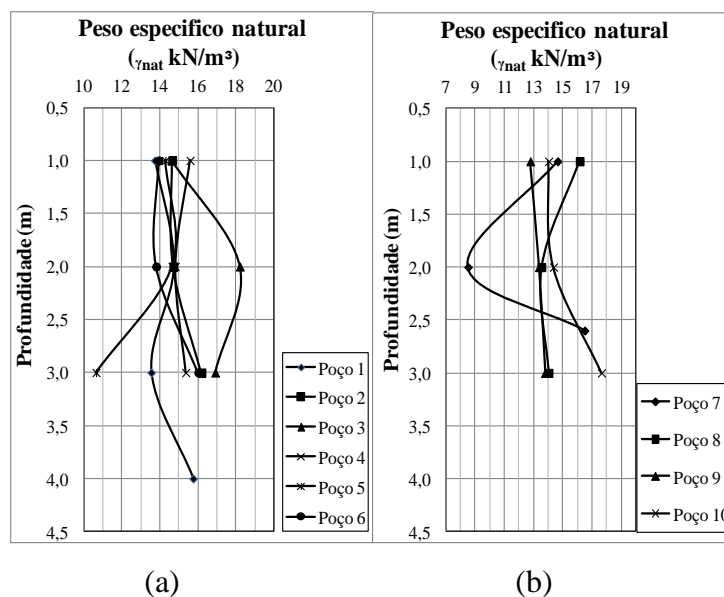 Peso especifico natural
(γnat kN/m³)
10 12 14 16 18 20
0,5
1,0
1,5
2,0
2,5
3,0
3,5
4,0
4,5
Profundidade (m)
Poço 1
Poço 2
Poço 3
Poço 4
Poço 5
Poço 6
(a)
Peso especifico natural
(γnat kN/m³)
7 9 11 13 15 17 19
0,5
1,0
1,5
2,0
2,5
3,0
3,5
4,0
4,5
Profundidade (m)
Poço 7
Poço 8
Poço 9
Poço 10
(b)